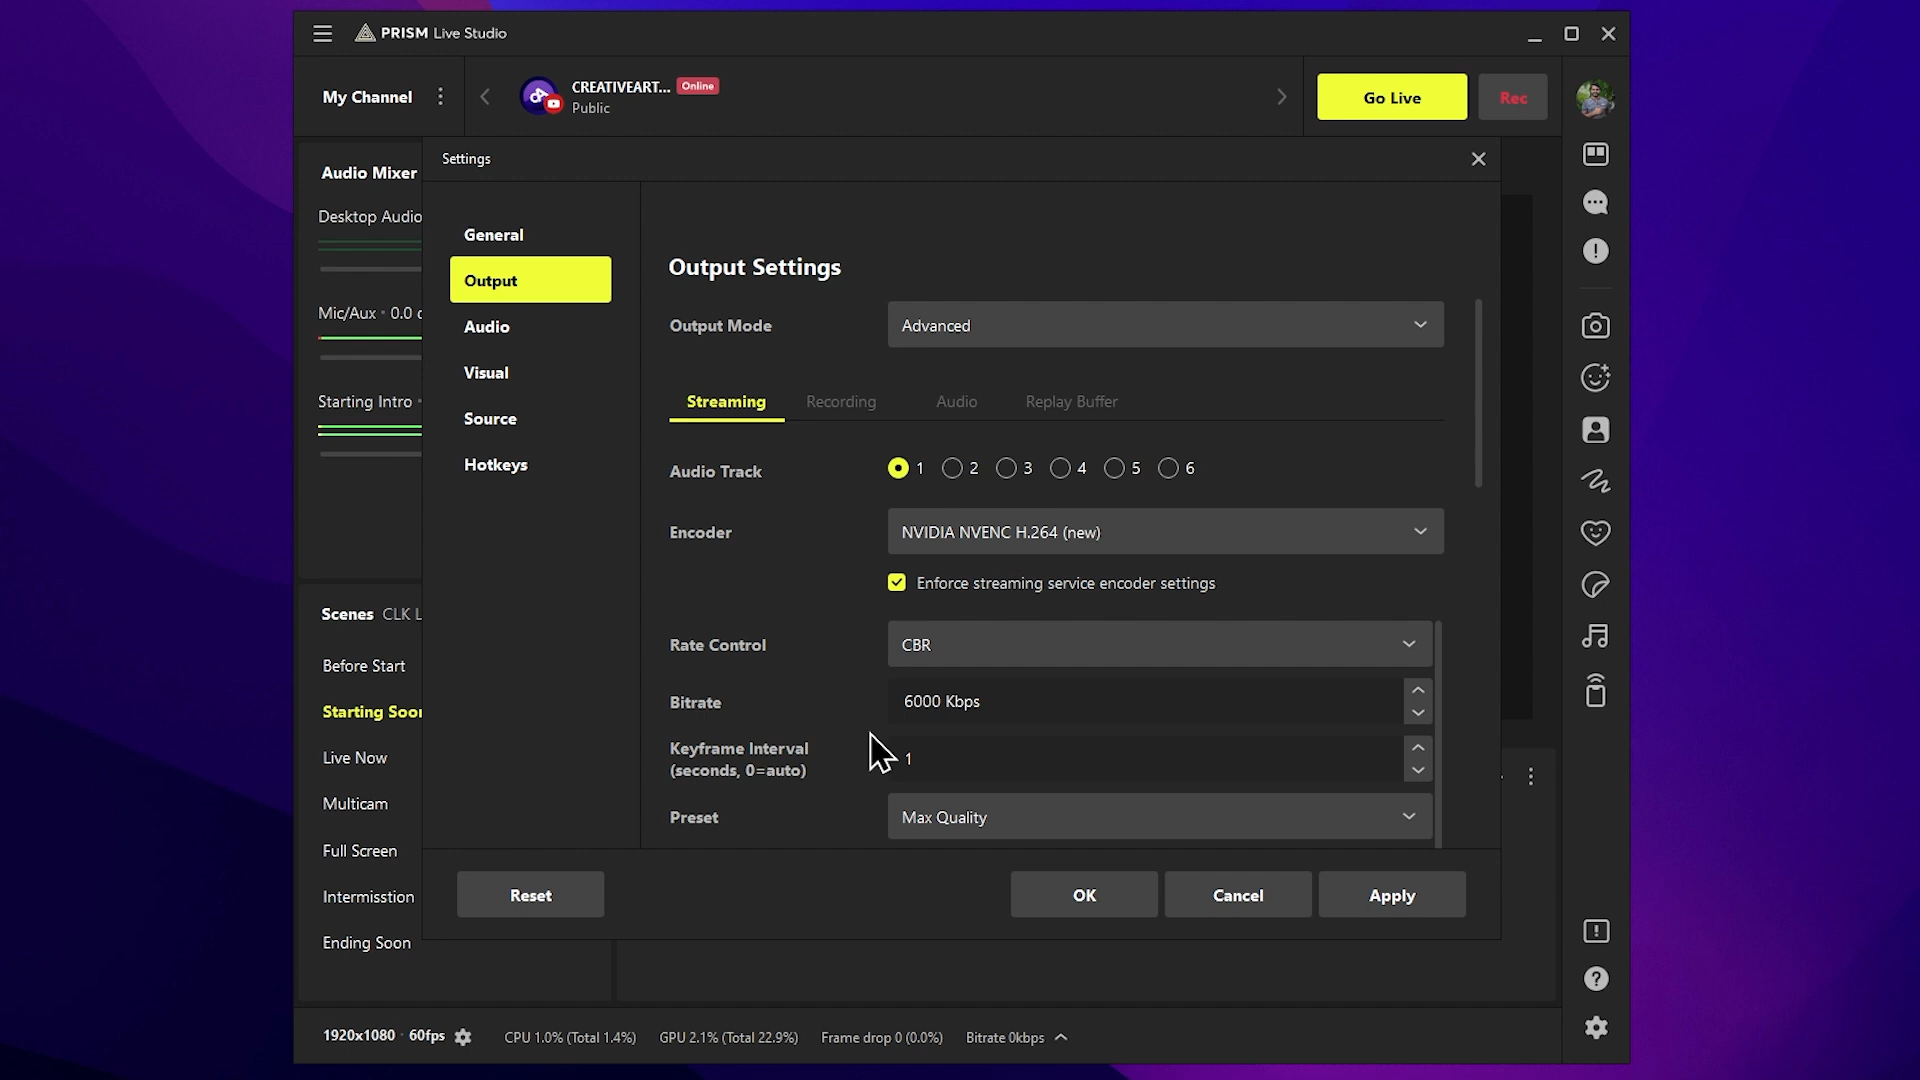 PRISM Live Studio
My Channel
CREATIVEART... Online
Public
Go Live
Rec
Settings
Audio Mixer
Desktop Audio
Mic/Aux · 0.0
Starting Intro
General
Output
Audio
Visual
Source
Hotkeys
Output Settings
Output Mode
Advanced
Streaming Recording Audio Replay Buffer
Audio Track
1 2 3 4 5 6
Encoder
NVIDIA NVENC H.264 (new)
Enforce streaming service encoder settings
Rate Control
CBR
Bitrate
6000 Kbps
Keyframe Interval
(seconds, 0=auto)
1
Preset
Max Quality
Reset
OK
Cancel
Apply
Scenes CLK L
Before Start
Starting Soon
Live Now
Multicam
Full Screen
Intermisstion
Ending Soon
1920x1080 · 60fps
CPU 1.0% (Total 1.4%)
GPU 2.1% (Total 22.9%)
Frame drop 0 (0.0%)
Bitrate 0kbps